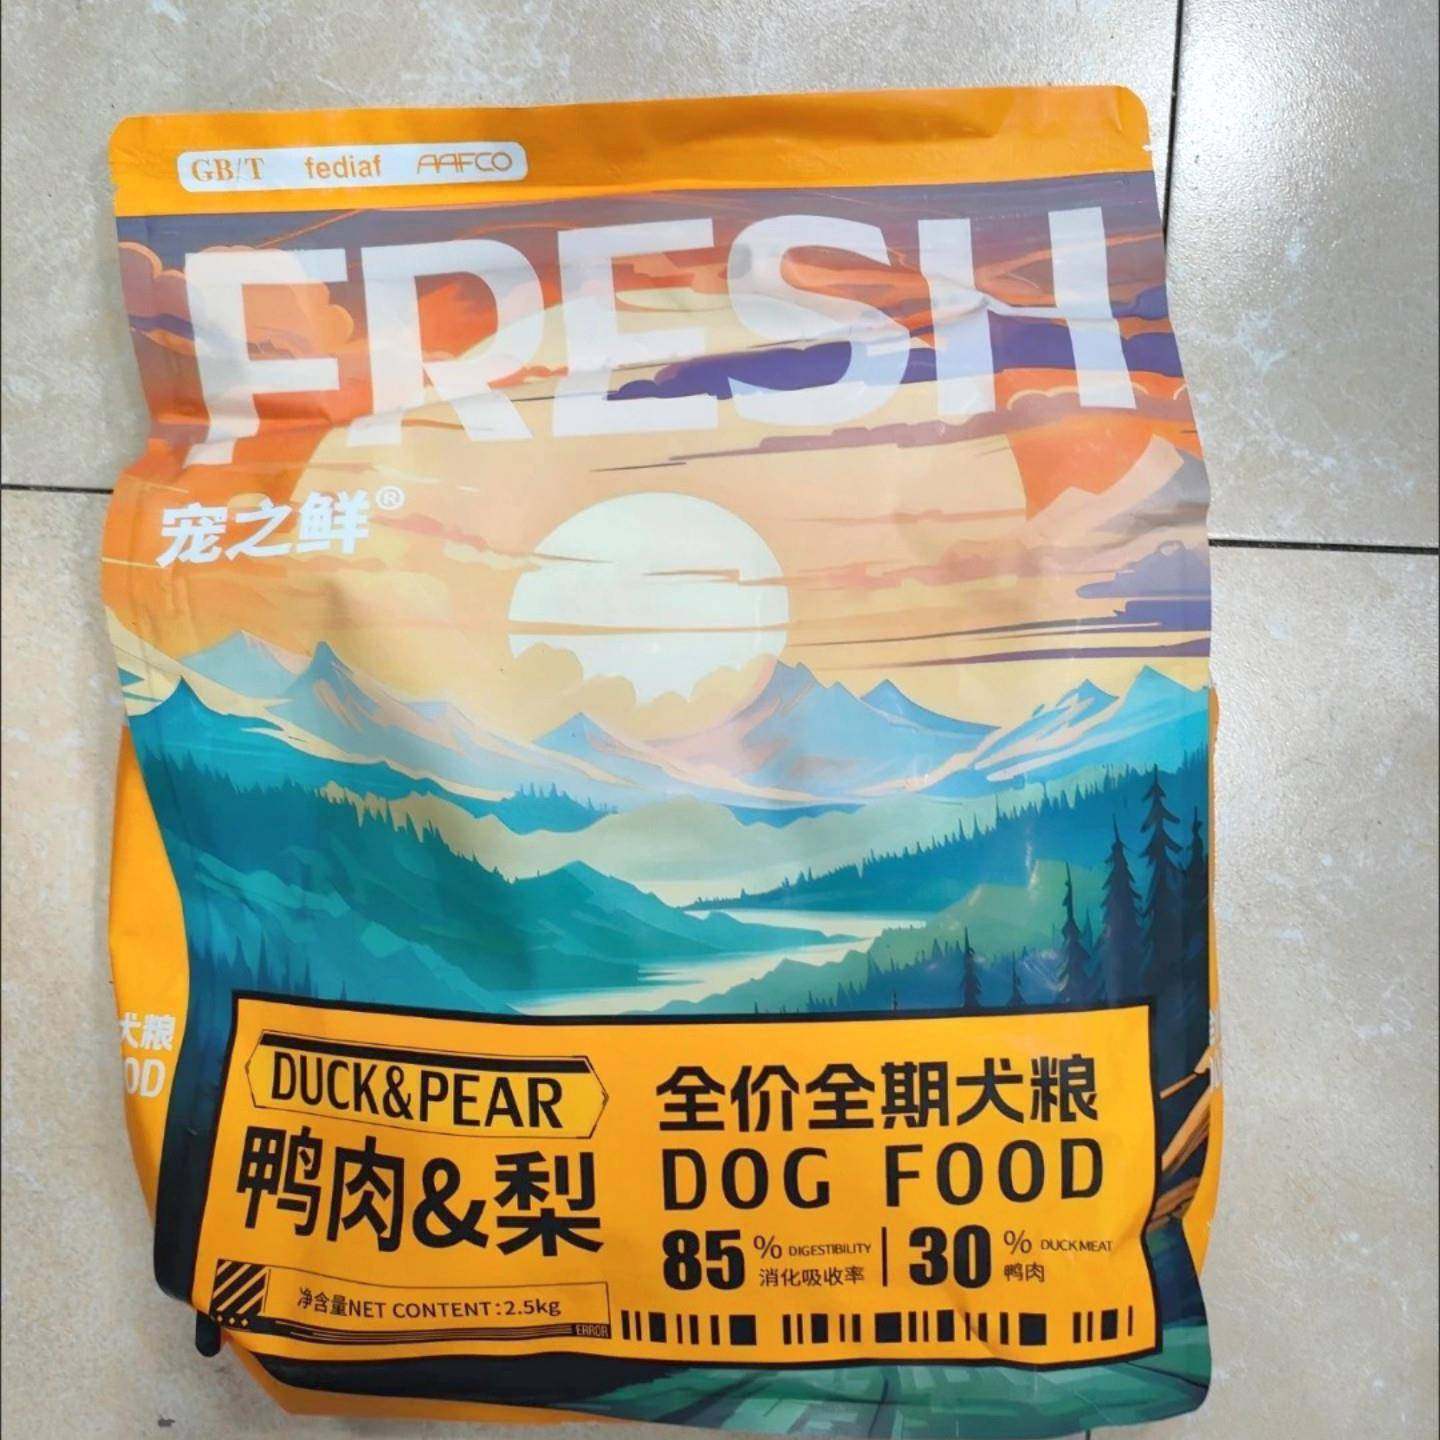 GB/T fediaf AAFCO
FRESH
宠之鲜®
犬粮
OD
DUCK&PEAR
鸭肉&梨
净含量NET CONTENT:2.5kg
ERROR
全价全期犬粮
DOG FOOD
85% DIGESTIBILITY 消化吸收率
30% DUCKMEAT 鸭肉